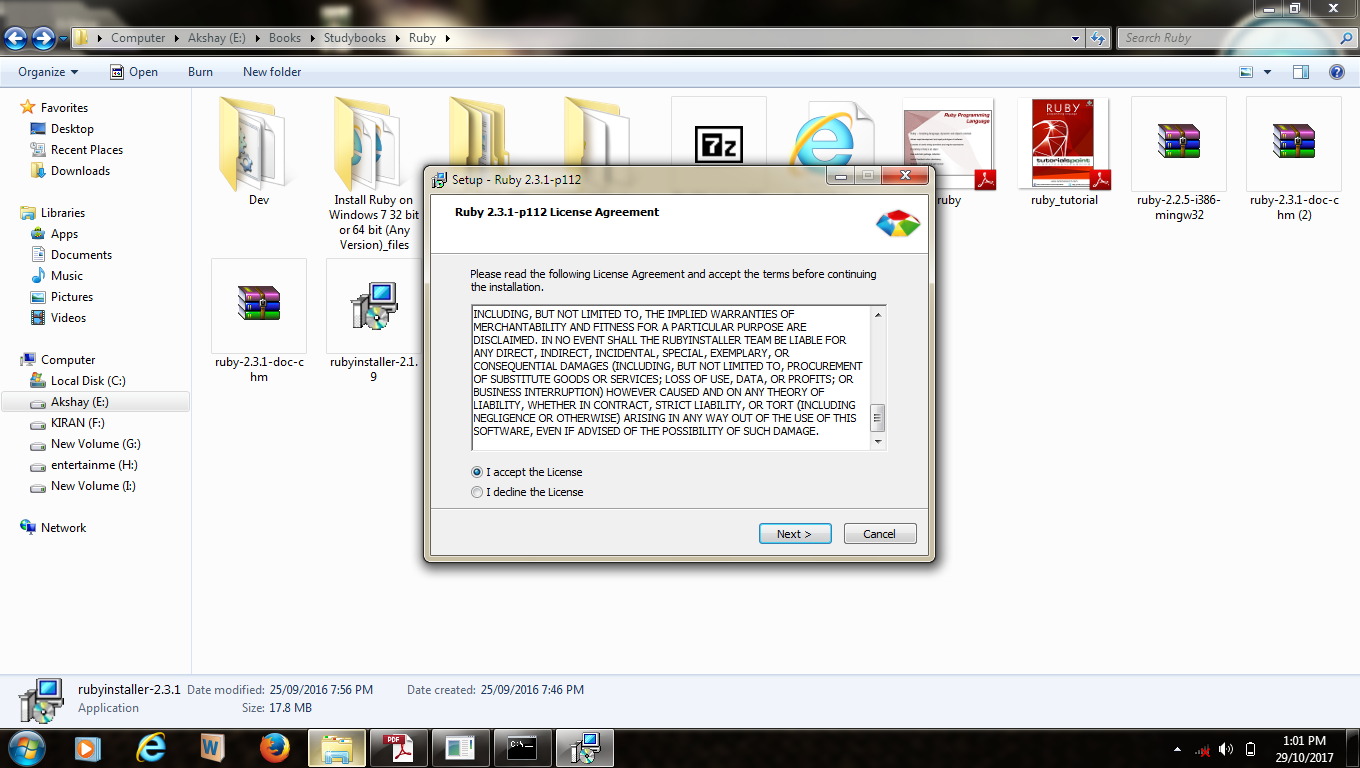 Computer Akshay (E:) Books Studybooks Ruby
Search Ruby
Organize Open Burn New folder
Favorites
Desktop
Recent Places
Downloads
Libraries
Apps
Documents
Music
Pictures
Videos
Computer
Local Disk (C:)
Akshay (E:)
KIRAN (F:)
New Volume (G:)
entertainme (H:)
New Volume (I:)
Network
Dev
Install Ruby on
Windows 7 32 bit
or 64 bit (Any
Version)_files
7z
Ruby Programming
Language
ruby
RUBY
tutorialspoint
ruby_tutorial
ruby-2.2.5-i386-
mingw32
ruby-2.3.1-doc-c
hm (2)
ruby-2.3.1-doc-c
hm
rubyinstaller-2.1.
9
Setup - Ruby 2.3.1-p112
Ruby 2.3.1-p112 License Agreement
Please read the following License Agreement and accept the terms before continuing
the installation.
INCLUDING, BUT NOT LIMITED TO, THE IMPLIED WARRANTIES OF
MERCHANTABILITY AND FITNESS FOR A PARTICULAR PURPOSE ARE
DISCLAIMED. IN NO EVENT SHALL THE RUBYINSTALLER TEAM BE LIABLE FOR
ANY DIRECT, INDIRECT, INCIDENTAL, SPECIAL, EXEMPLARY, OR
CONSEQUENTIAL DAMAGES (INCLUDING, BUT NOT LIMITED TO, PROCUREMENT
OF SUBSTITUTE GOODS OR SERVICES; LOSS OF USE, DATA, OR PROFITS; OR
BUSINESS INTERRUPTION) HOWEVER CAUSED AND ON ANY THEORY OF
LIABILITY, WHETHER IN CONTRACT, STRICT LIABILITY, OR TORT (INCLUDING
NEGLIGENCE OR OTHERWISE) ARISING IN ANY WAY OUT OF THE USE OF THIS
SOFTWARE, EVEN IF ADVISED OF THE POSSIBILITY OF SUCH DAMAGE.
I accept the License
I decline the License
Next >
Cancel
rubyinstaller-2.3.1 Date modified: 25/09/2016 7:56 PM Date created: 25/09/2016 7:46 PM
Application Size: 17.8 MB
W
PDF
C:\
1:01 PM
29/10/2017